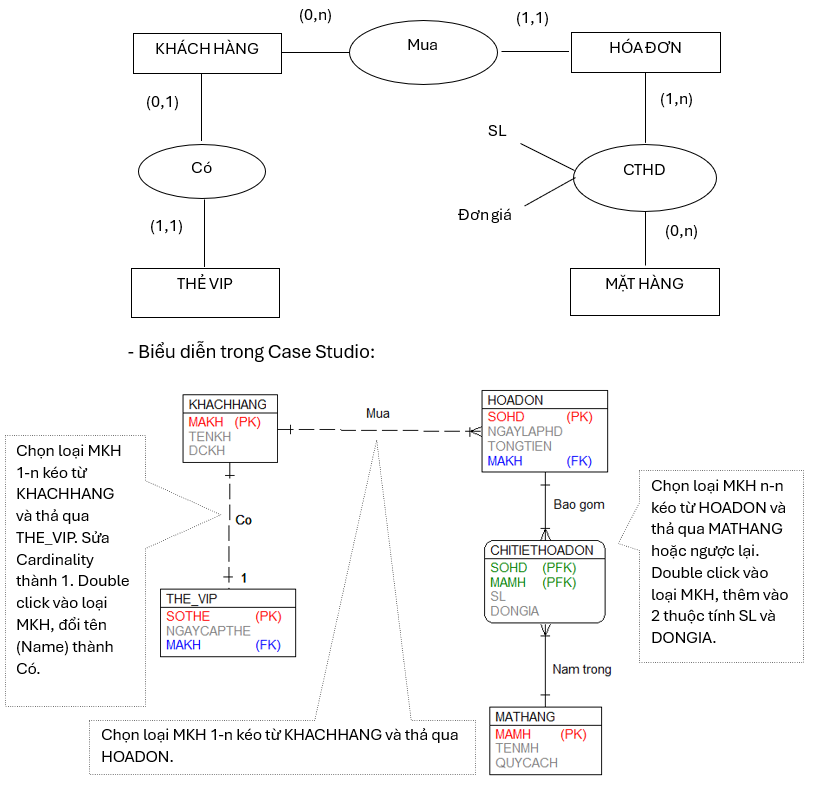 (0,n)
(1,1)
KHÁCH HÀNG
Mua
HÓA ĐƠN
(0,1)
(1,n)
SL
Có
CTHD
Đơn giá
(1,1)
(0,n)
THẺ VIP
MẶT HÀNG
- Biểu diễn trong Case Studio:
KHACHHANG
MAKH (PK)
TENKH
DCKH
Mua
HOADON
SOHD (PK)
NGAYLAPHD
TONGTIEN
MAKH (FK)
Chọn loại MKH
1-n kéo từ
KHACHHANG
và thả qua
THE_VIP. Sửa
Cardinality
thành 1. Double
click vào loại
MKH, đổi tên
(Name) thành
Có.
Co
1
Bao gom
Chọn loại MKH n-n
kéo từ HOADON và
thả qua MATHANG
hoặc ngược lại.
Double click vào
loại MKH, thêm vào
2 thuộc tính SL và
DONGIA.
CHITIETHOADON
SOHD (PFK)
MAMH (PFK)
SL
DONGIA
THE_VIP
SOTHE (PK)
NGAYCAPTHE
MAKH (FK)
Nam trong
Chọn loại MKH 1-n kéo từ KHACHHANG và thả qua
HOADON.
MATHANG
MAMH (PK)
TENMH
QUYCACH